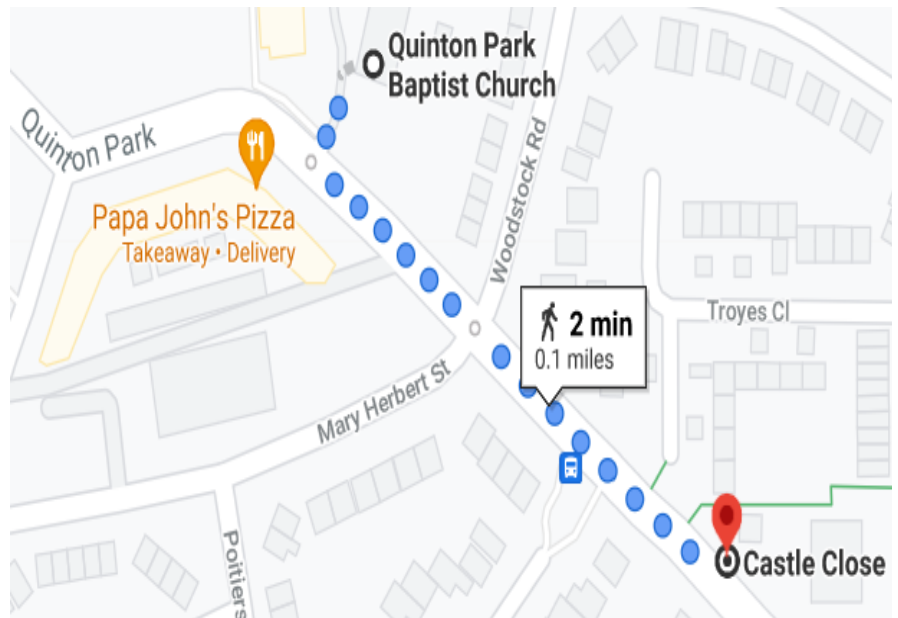 Quinton Park
Baptist Church
Quinton Park
Papa John's Pizza
Takeaway • Delivery
Woodstock Rd
2 min
0.1 miles
Troyes Cl
Mary Herbert St
Poitiers
Castle Close